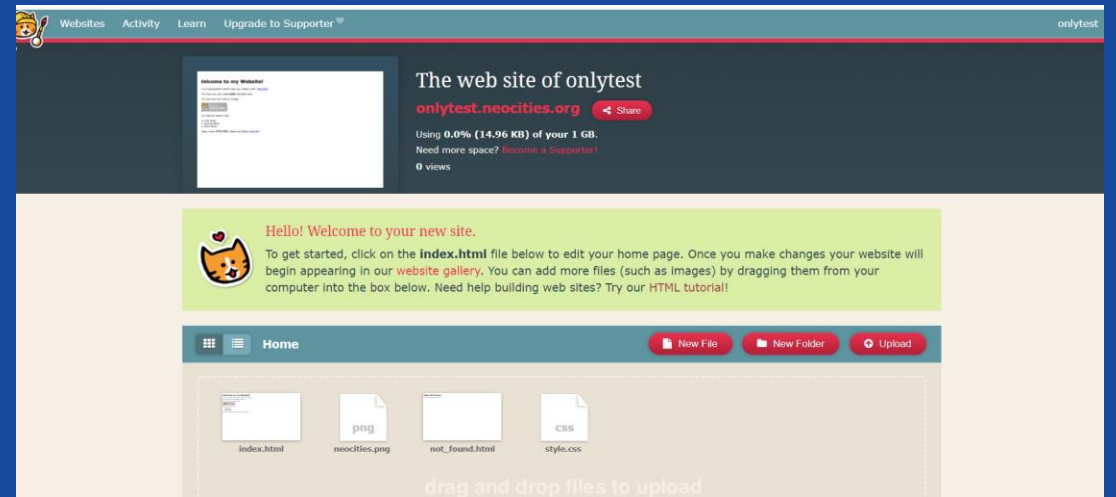 Websites Activity Learn Upgrade to Supporter
onlytest
The web site of onlytest
onlytest.neocities.org Share
Using 0.0% (14.96 KB) of your 1 GB.
Need more space? Become a Supporter!
0 views
Welcome to my Website!
Hello! Welcome to your new site.
To get started, click on the index.html file below to edit your home page. Once you make changes your website will
begin appearing in our website gallery. You can add more files (such as images) by dragging them from your
computer into the box below. Need help building web sites? Try our HTML tutorial!
Home
New File New Folder Upload
png
css
index.html neocities.png not_found.html style.css
drag and drop files to upload